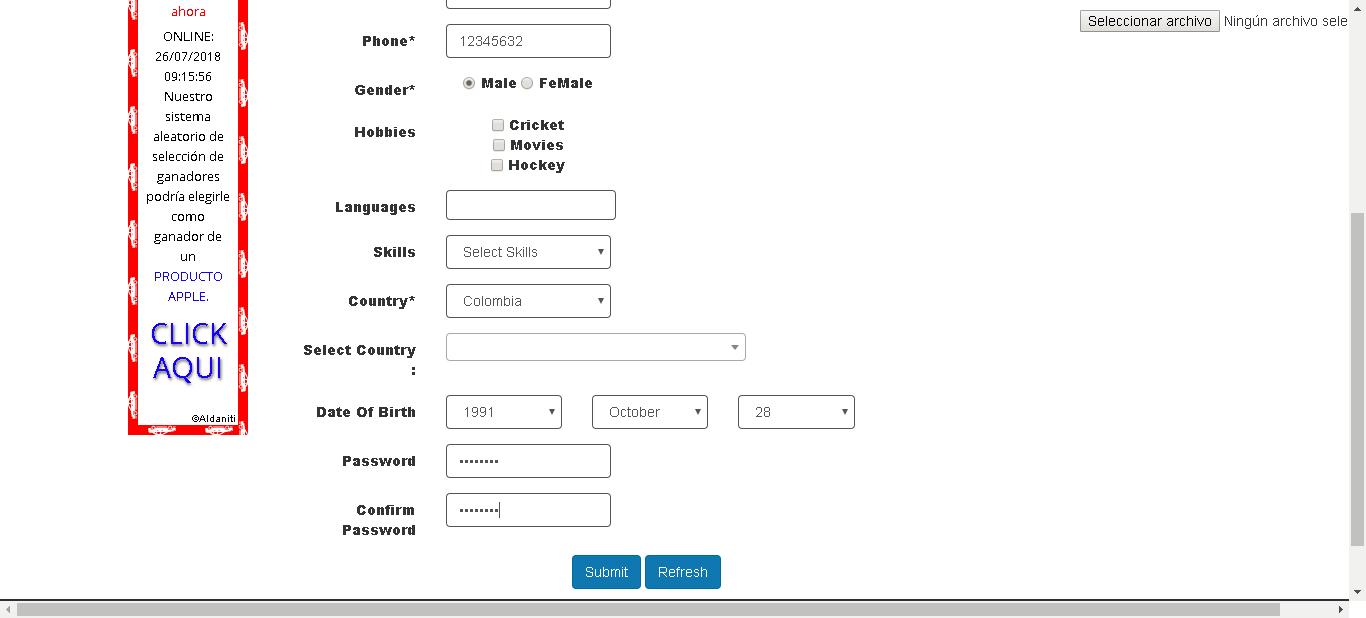 ahora
ONLINE:
26/07/2018
09:15:56
Nuestro
sistema
aleatorio de
selección de
ganadores
podría elegirle
como
ganador de
un
PRODUCTO
APPLE.
CLICK
AQUI
©Aldaniti
Seleccionar archivo Ningún archivo sele
Phone* 12345632
Gender* Male FeMale
Hobbies Cricket
Movies
Hockey
Languages
Skills Select Skills
Country* Colombia
Select Country
:
Date Of Birth 1991 October 28
Password ••••••••
Confirm ••••••••
Password
Submit Refresh